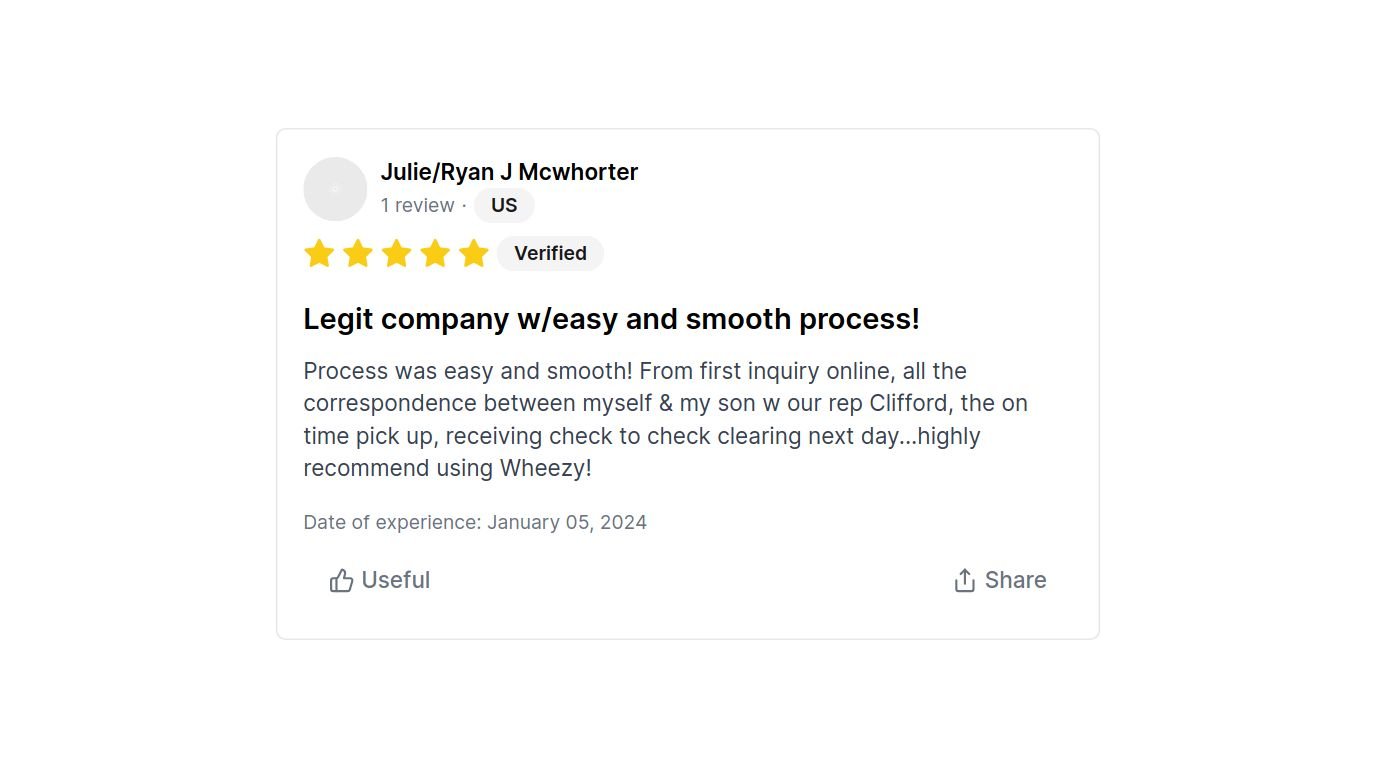 Julie/Ryan J Mcwhorter
1 review · US
Verified
Legit company w/easy and smooth process!
Process was easy and smooth! From first inquiry online, all the
correspondence between myself & my son w our rep Clifford, the on
time pick up, receiving check to check clearing next day...highly
recommend using Wheezy!
Date of experience: January 05, 2024
Useful
Share